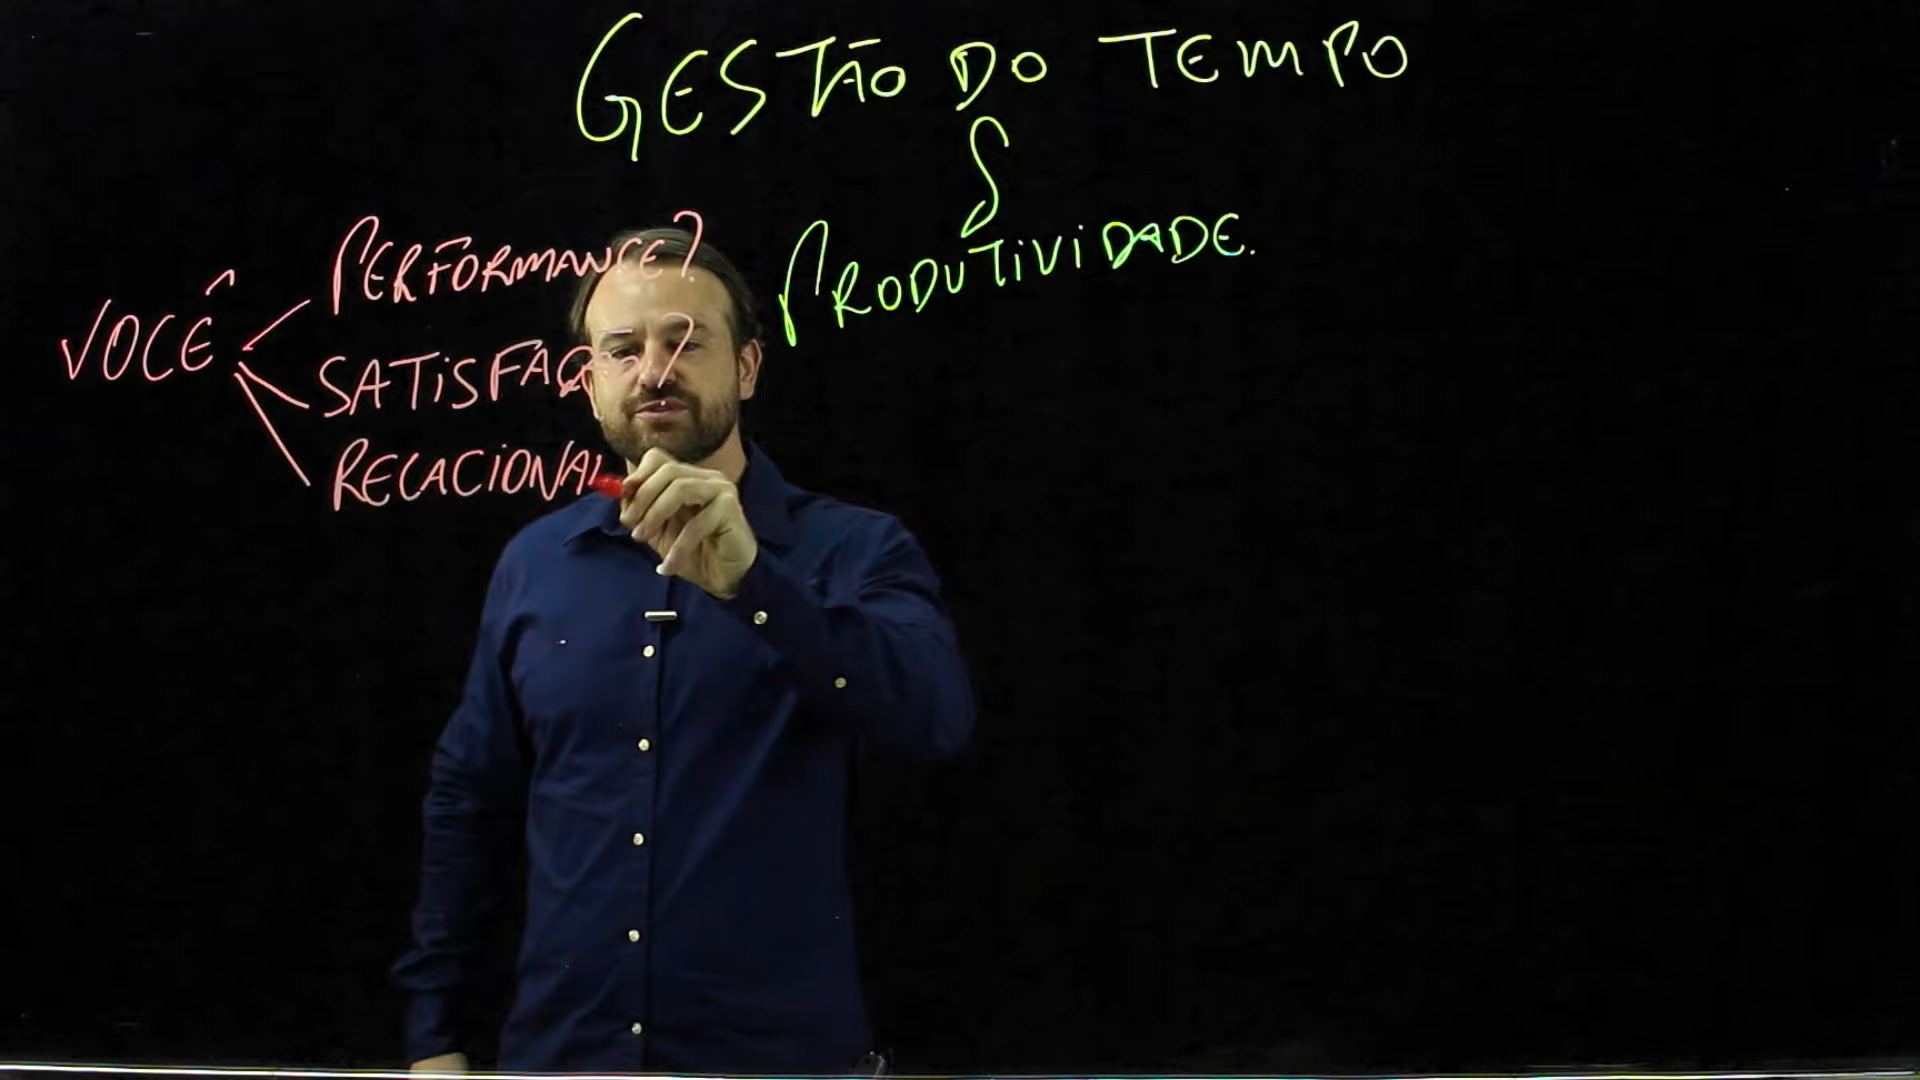 GESTÃO DO TEMPO
PRODUTIVIDADE.
VOCÊ
PERFORMANCE?
RELACIONAL